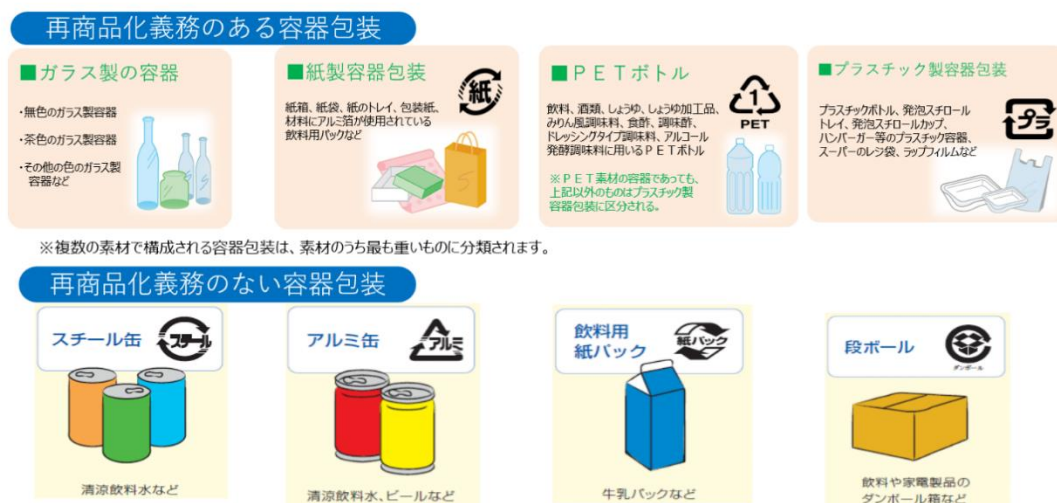 再商品化義務のある容器包装
■ガラス製の容器
・無色のガラス製容器
・茶色のガラス製容器
・その他の色のガラス製
容器など
■紙製容器包装
紙
紙箱、紙袋、紙のトレイ、包装紙、
材料にアルミ箔が使用されている
飲料用パックなど
■PETボトル
1
PET
飲料、酒類、しょうゆ、しょうゆ加工品、
みりん風調味料、食酢、調味酢、
ドレッシングタイプ調味料、アルコール
発酵調味料に用いるPETボトル
※PET素材の容器であっても、
上記以外のものはプラスチック製
容器包装に区分される。
■プラスチック製容器包装
プラ
プラスチックボトル、発泡スチロール
トレイ、発泡スチロールカップ、
ハンバーガー等のプラスチック容器、
スーパーのレジ袋、ラップフィルムなど
※複数の素材で構成される容器包装は、素材のうち最も重いものに分類されます。
再商品化義務のない容器包装
スチール缶
スチール
清涼飲料水など
アルミ缶
アルミ
清涼飲料水、ビールなど
飲料用
紙パック
紙パック
牛乳パックなど
段ボール
ダンボール
飲料や家電製品の
ダンボール箱など